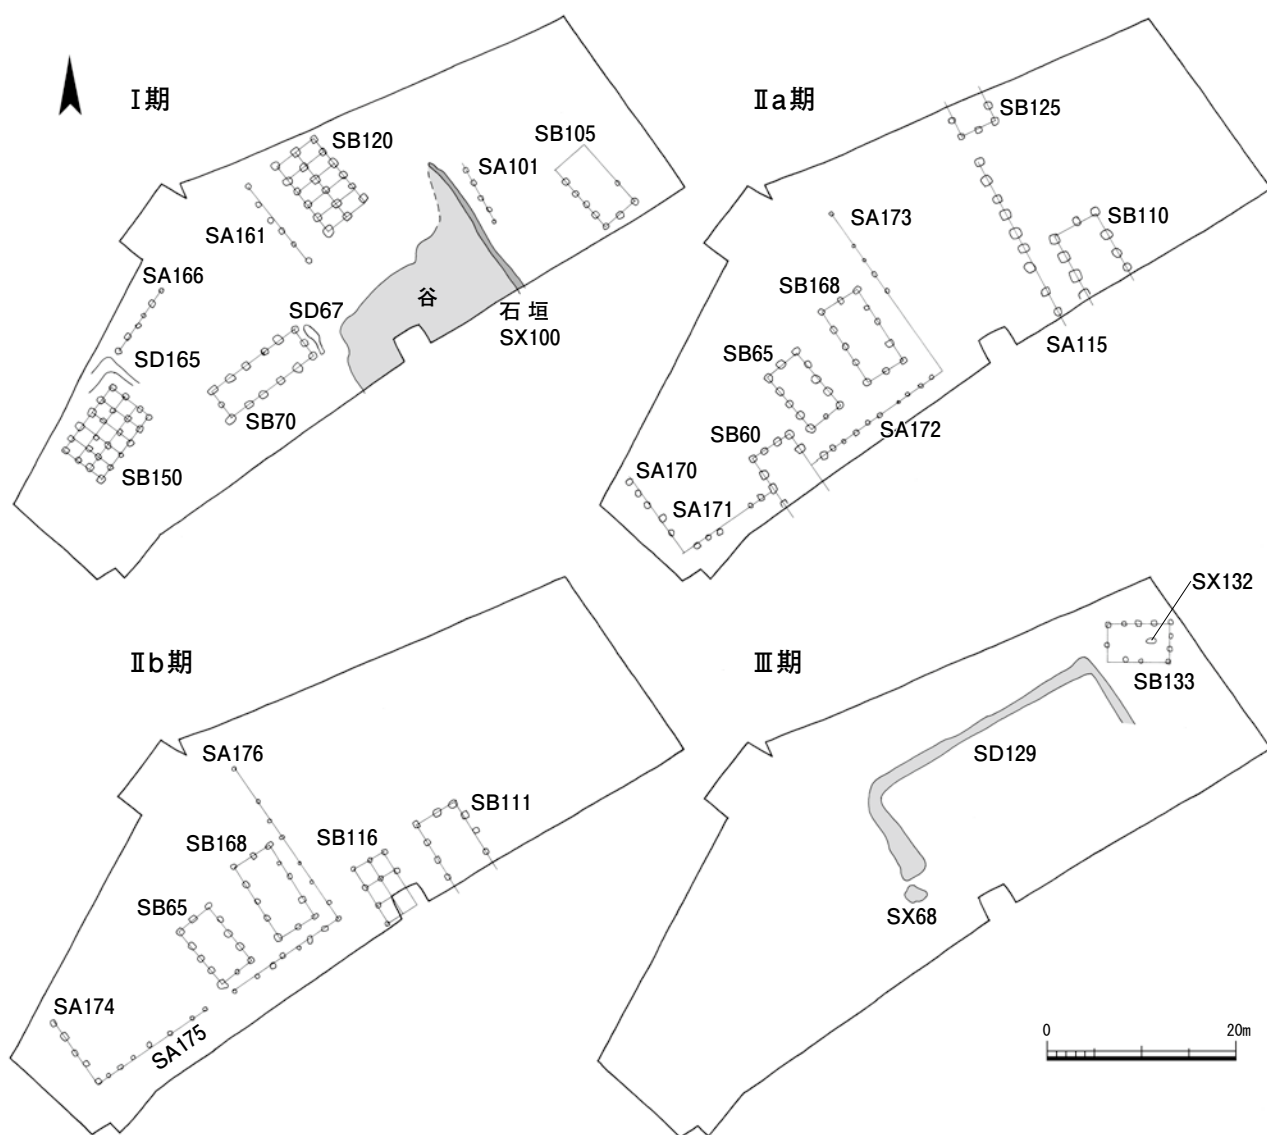 Ⅰ期
SB120
SB105
SA101
SA161
SA166
谷
SD67
石垣
SX100
SD165
SB70
SB150
Ⅱa期
SB125
SA173
SB110
SB168
SA115
SB65
SA172
SB60
SA170
SA171
Ⅱb期
SA176
SB111
SB168
SB116
SB65
SA174
SA175
Ⅲ期
SX132
SB133
SD129
SX68
0 20m